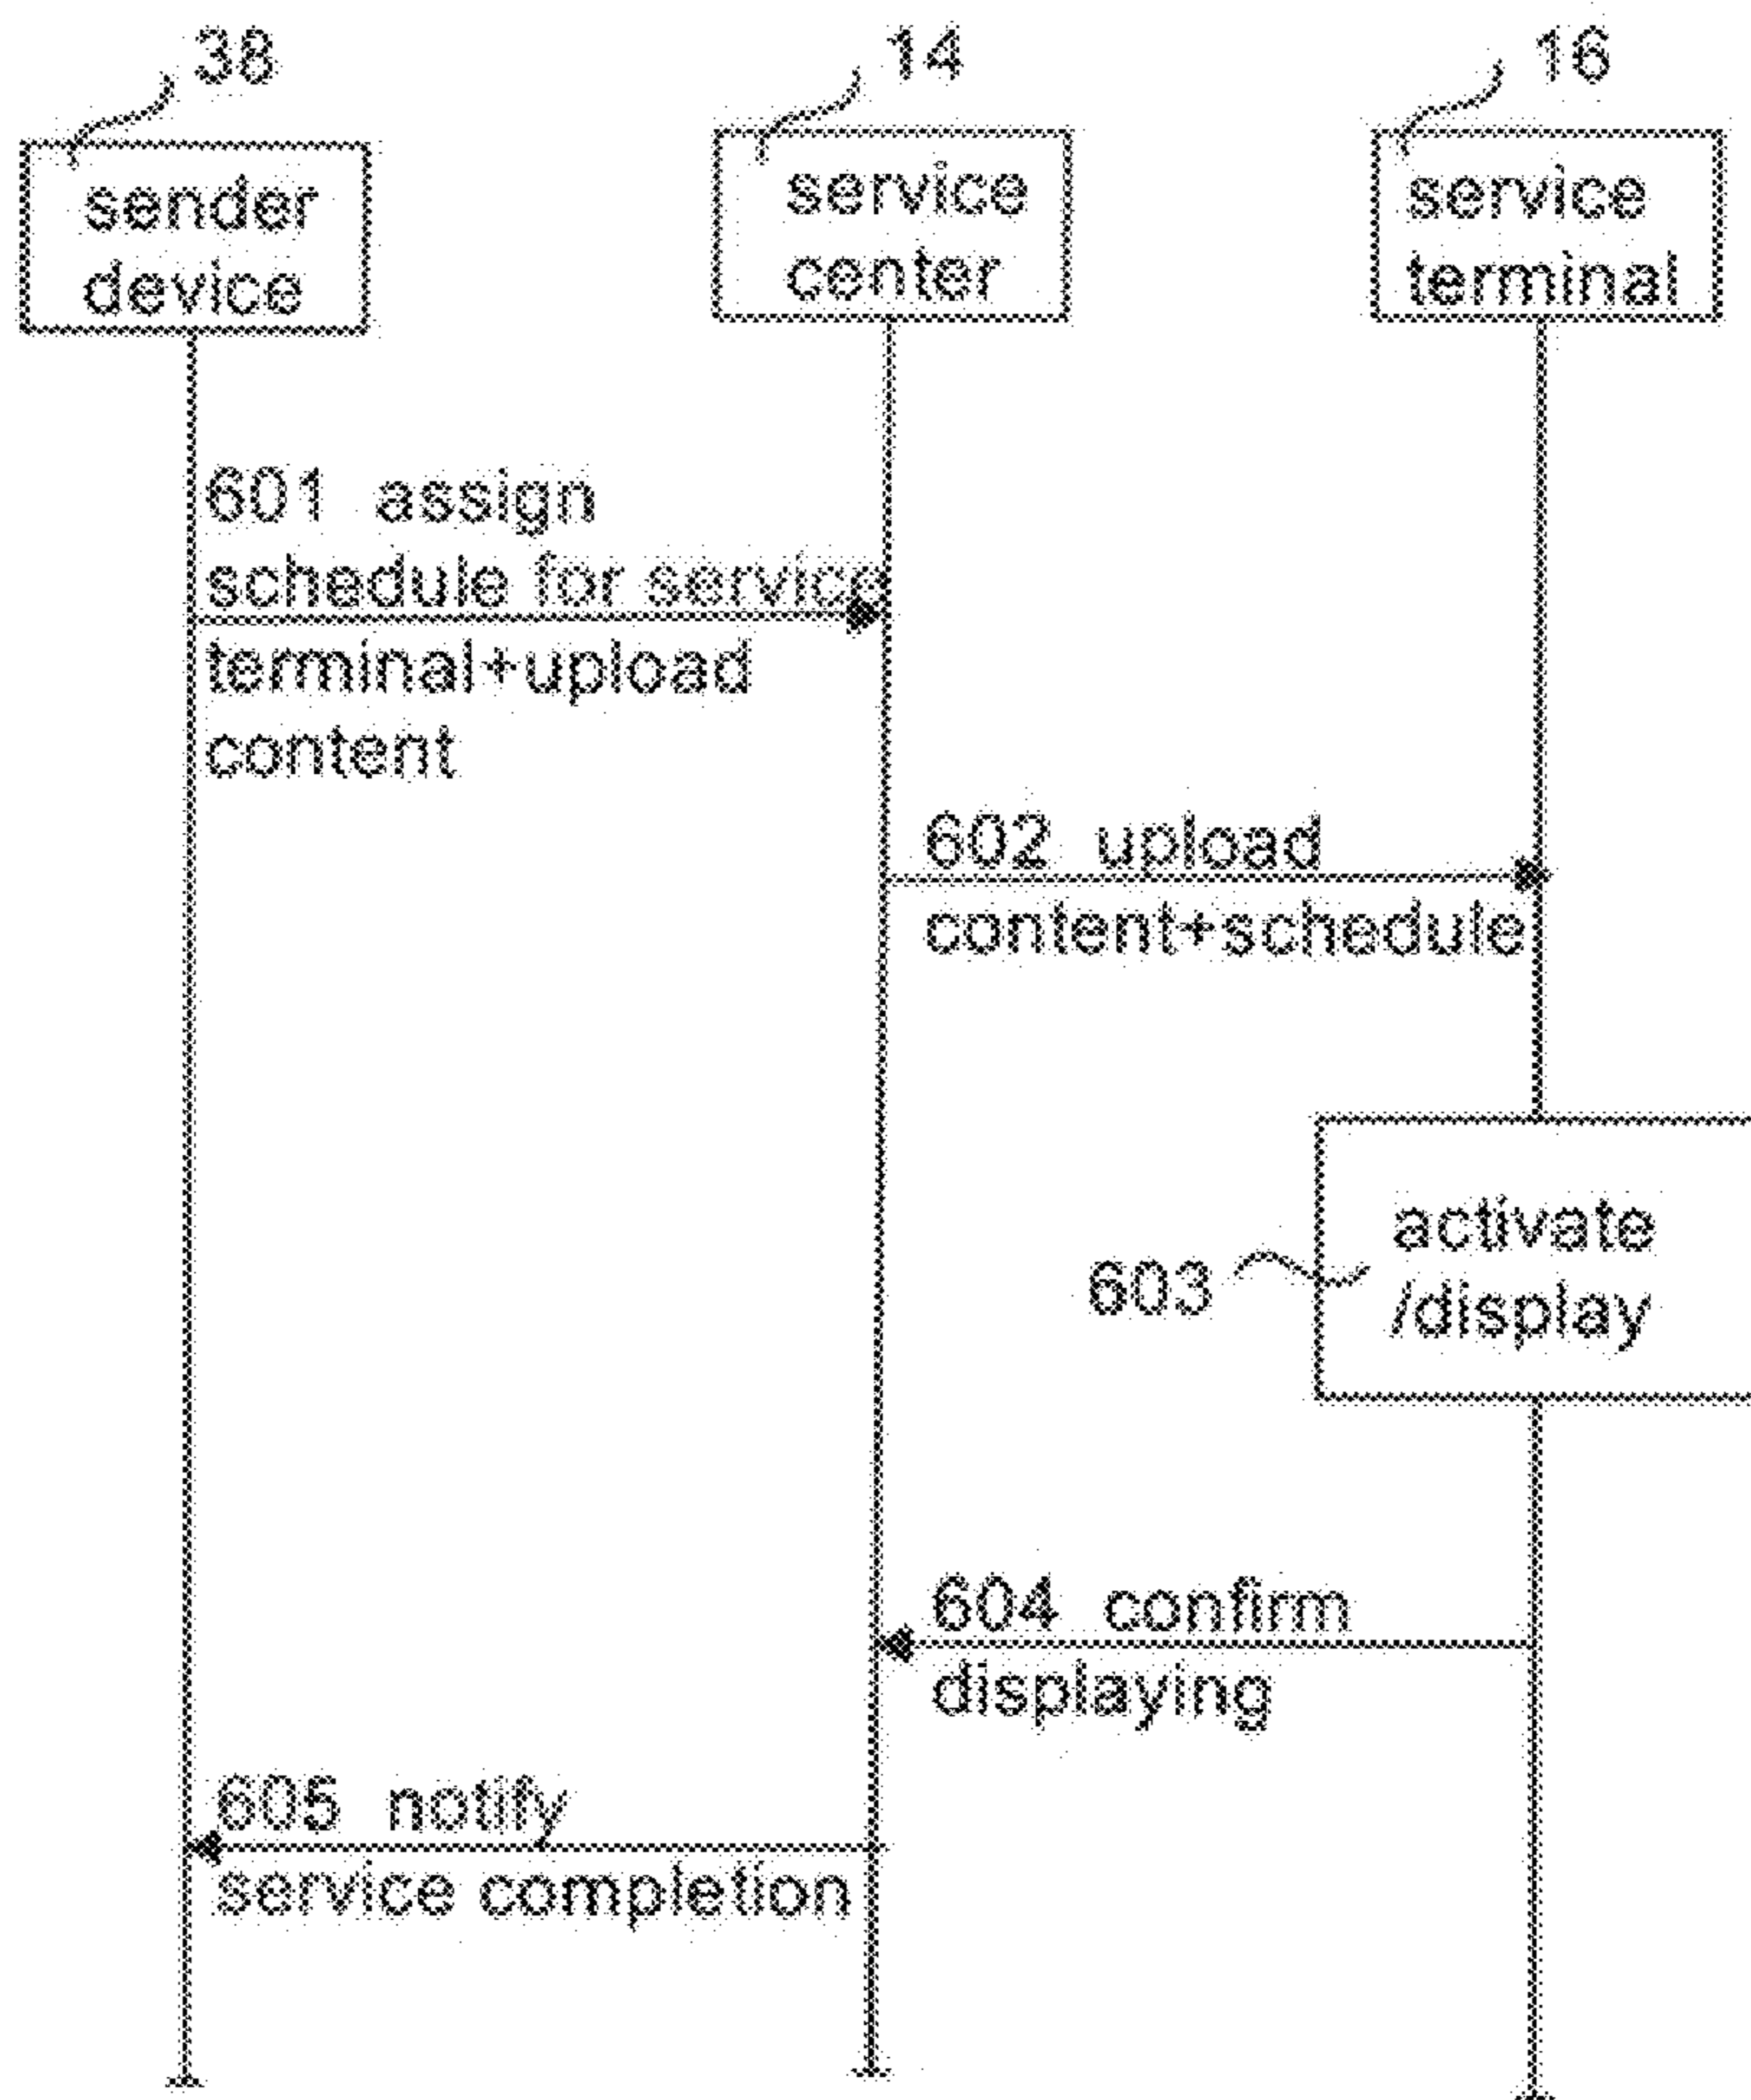 38
14
16
sender
device
service
center
service
terminal
601 assign
schedule for service
terminal+upload
content
602 upload
content+schedule
603
activate
/display
604 confirm
displaying
605 notify
service completion